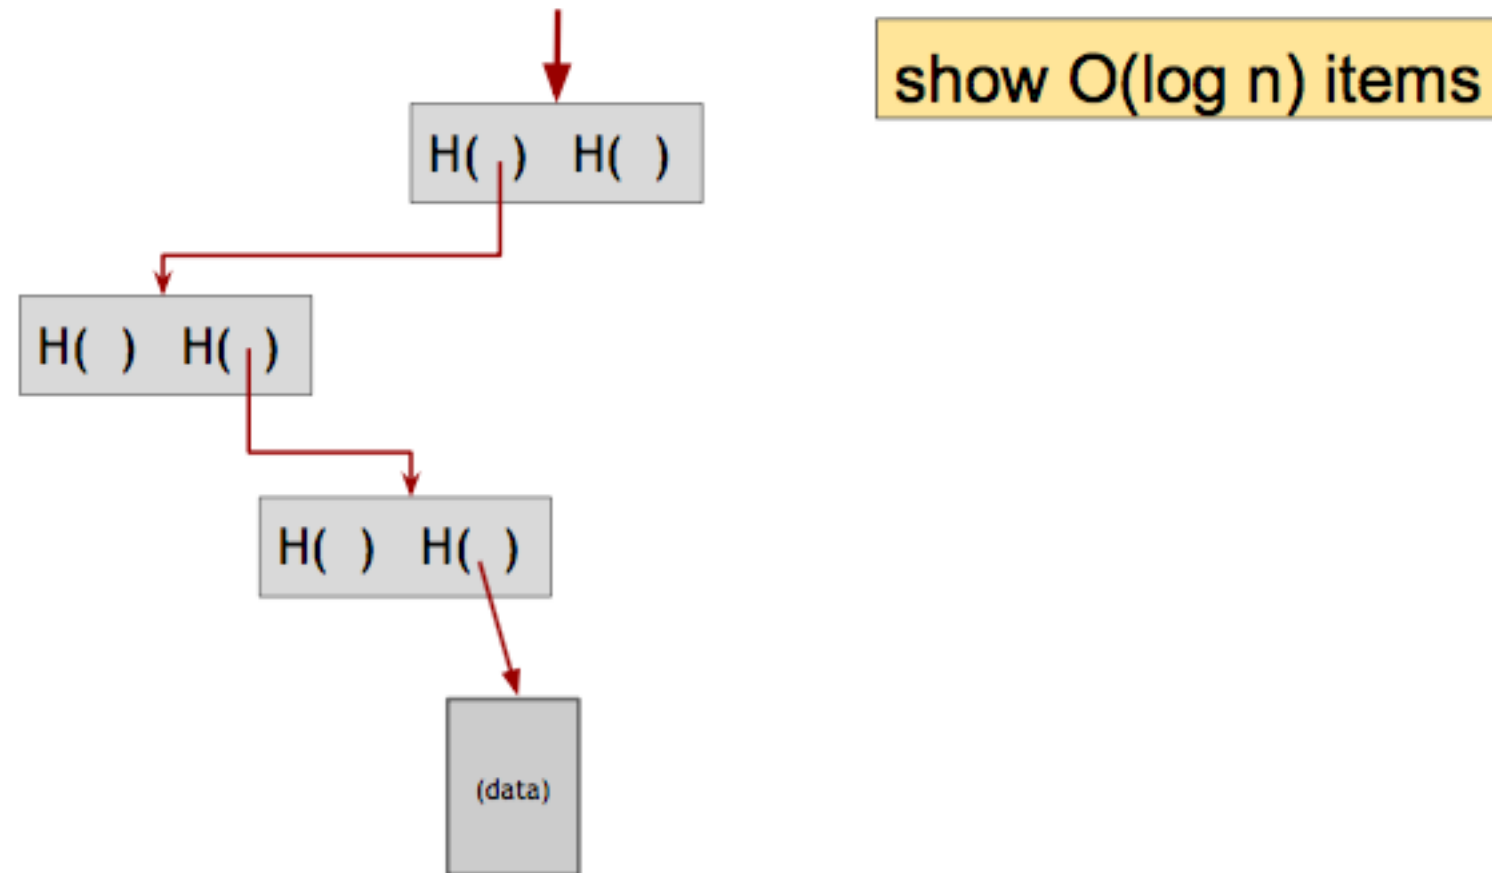 show O(log n) items
H( ) H( )
H( ) H( )
H( ) H( )
(data)